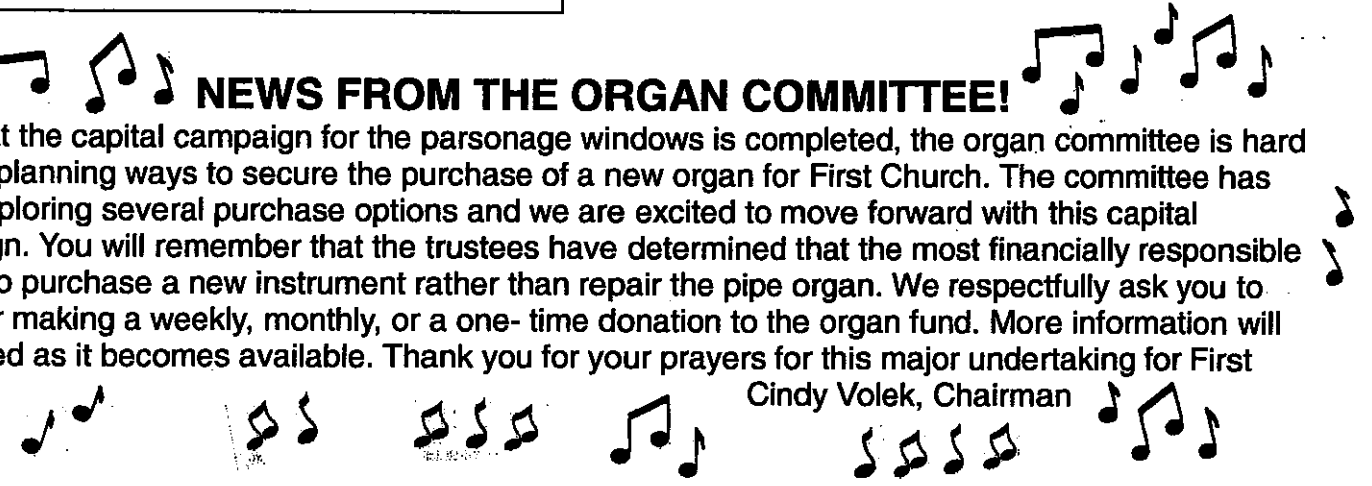 NEWS FROM THE ORGAN COMMITTEE!
t the capital campaign for the parsonage windows is completed, the organ committee is hard
planning ways to secure the purchase of a new organ for First Church. The committee has
ploring several purchase options and we are excited to move forward with this capital
gn. You will remember that the trustees have determined that the most financially responsible
o purchase a new instrument rather than repair the pipe organ. We respectfully ask you to
r making a weekly, monthly, or a one- time donation to the organ fund. More information will
ed as it becomes available. Thank you for your prayers for this major undertaking for First
Cindy Volek, Chairman